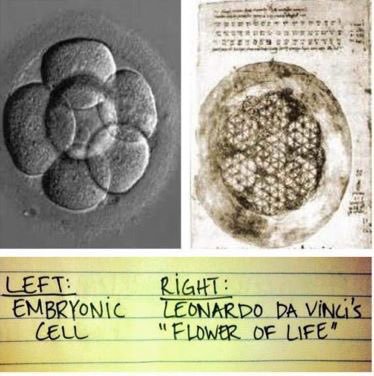 LEFT:
EMBRYONIC
CELL
RIGHT:
LEONARDO DA VINCI'S
"FLOWER OF LIFE"